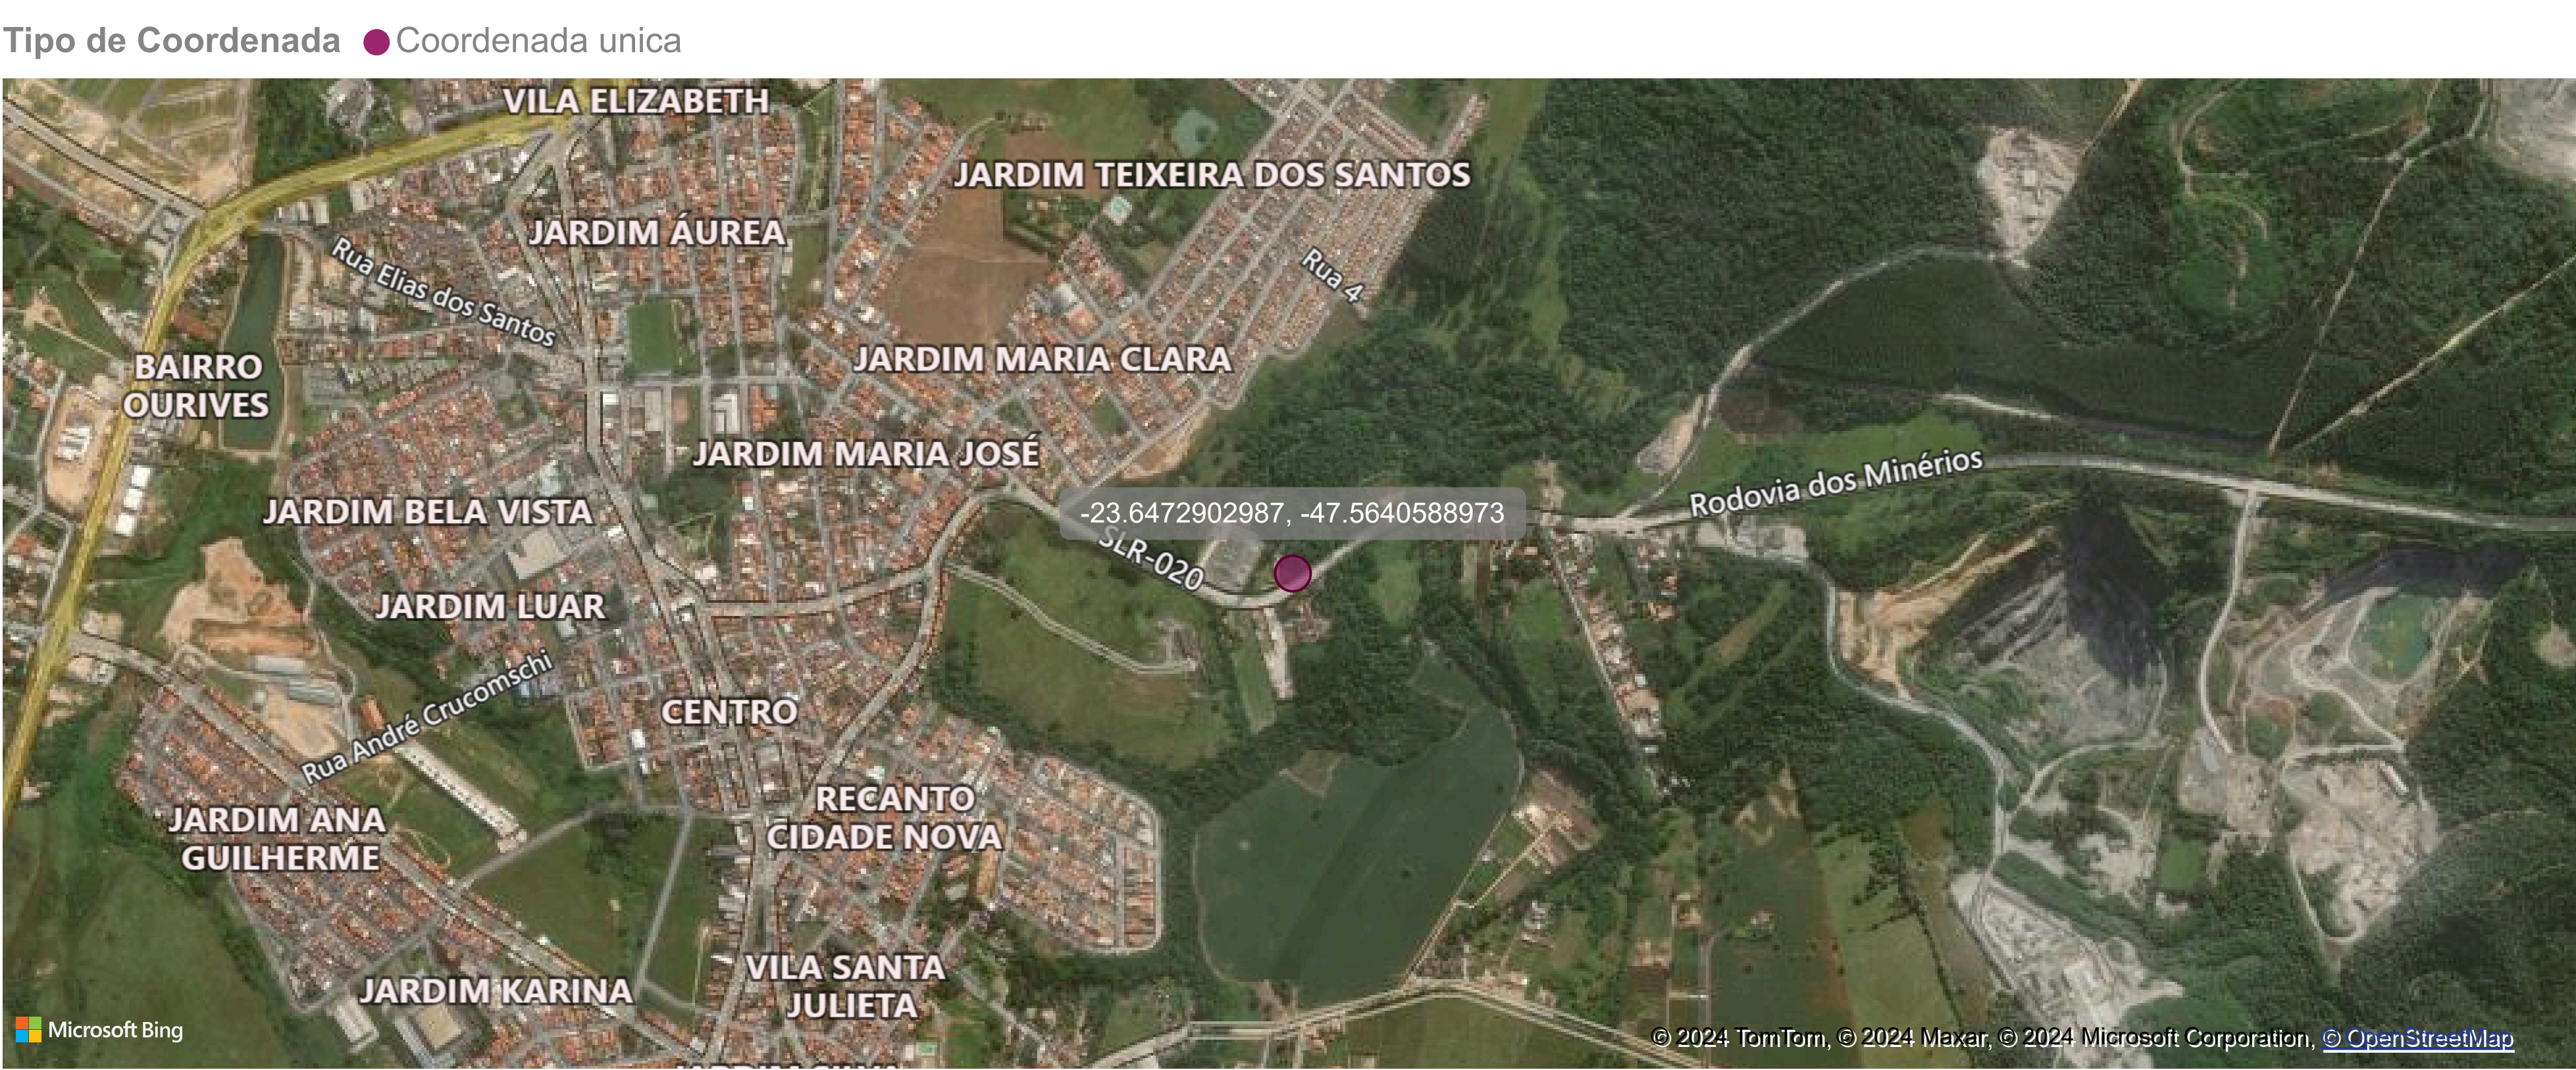 Tipo de Coordenada Coordenada unica
VILA ELIZABETH
JARDIM TEIXEIRA DOS SANTOS
JARDIM ÁUREA
Rua Elias dos Santos
Rua 4
BAIRRO
OURIVES
JARDIM MARIA CLARA
JARDIM MARIA JOSÉ
Rodovia dos Minérios
JARDIM BELA VISTA
-23.6472902987, -47.5640588973
SLR-020
JARDIM LUAR
Rua André Crucomschi
CENTRO
RECANTO
CIDADE NOVA
JARDIM ANA
GUILHERME
VILA SANTA
JULIETA
JARDIM KARINA
Microsoft Bing
© 2024 TomTom, © 2024 Maxar, © 2024 Microsoft Corporation, © OpenStreetMap